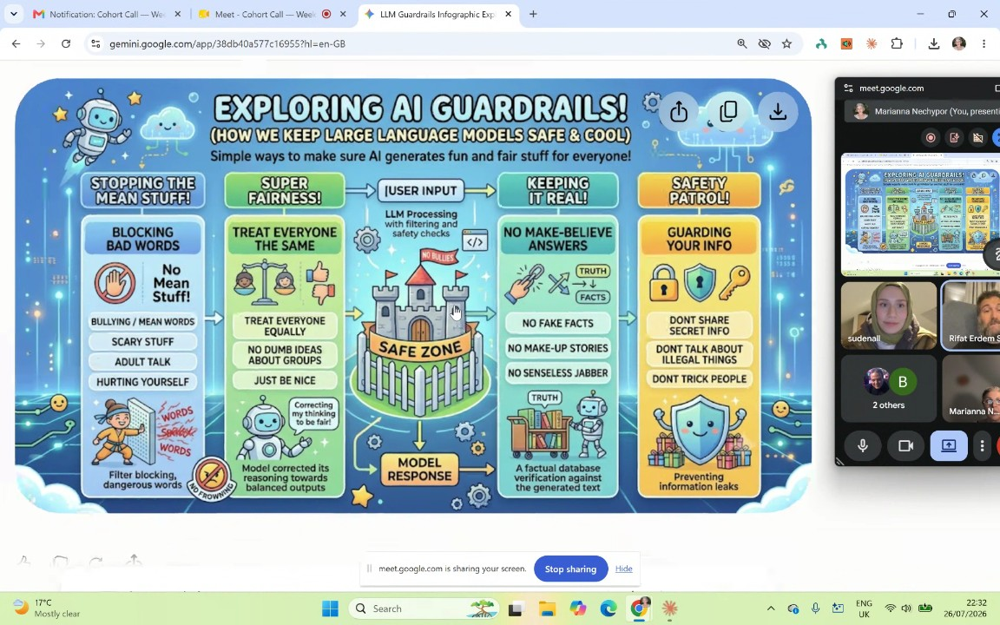 Notification: Cohort Call — We
Meet - Cohort Call — Week
LLM Guardrails Infographic Exp
gemini.google.com/app/38db40a577c16955?hl=en-GB
EXPLORING AI GUARDRAILS!
(HOW WE KEEP LARGE LANGUAGE MODELS SAFE & COOL)
Simple ways to make sure AI generates fun and fair stuff for everyone!
STOPPING THE
MEAN STUFF!
BLOCKING
BAD WORDS
No
Mean
Stuff!
BULLYING / MEAN WORDS
SCARY STUFF
ADULT TALK
HURTING YOURSELF
WORDS
WORDS
Filter blocking,
dangerous words
NO FROWNING
FAIRNESS!
TREAT EVERYONE
THE SAME
TREAT EVERYONE
EQUALLY
NO DUMB IDEAS
ABOUT GROUPS
JUST BE NICE
Correcting
my thinking
to be fair!
Model corrected its
reasoning towards
balanced outputs
[USER INPUT]
LLM Processing
with filtering and
safety checks
</>
NO BULLIES
SAFE ZONE
MODEL
RESPONSE
KEEPING
IT REAL!
NO MAKE-BELIEVE
ANSWERS
TRUTH
FACTS
NO FAKE FACTS
NO MAKE-UP STORIES
NO SENSELESS JABBER
TRUTH
A factual database
verification against
the generated text
SAFETY
PATROL!
GUARDING
YOUR INFO
DONT SHARE
SECRET INFO
DONT TALK ABOUT
ILLEGAL THINGS
DONT TRICK PEOPLE
Preventing
information leaks
meet.google.com
Marianna Nechypor (You, presenti
sudenall
Rifat Erdem S
B
2 others
Marianna N...
meet.google.com is sharing your screen.
Stop sharing
Hide
17°C
Mostly clear
Search
ENG
UK
22:32
26/07/2026